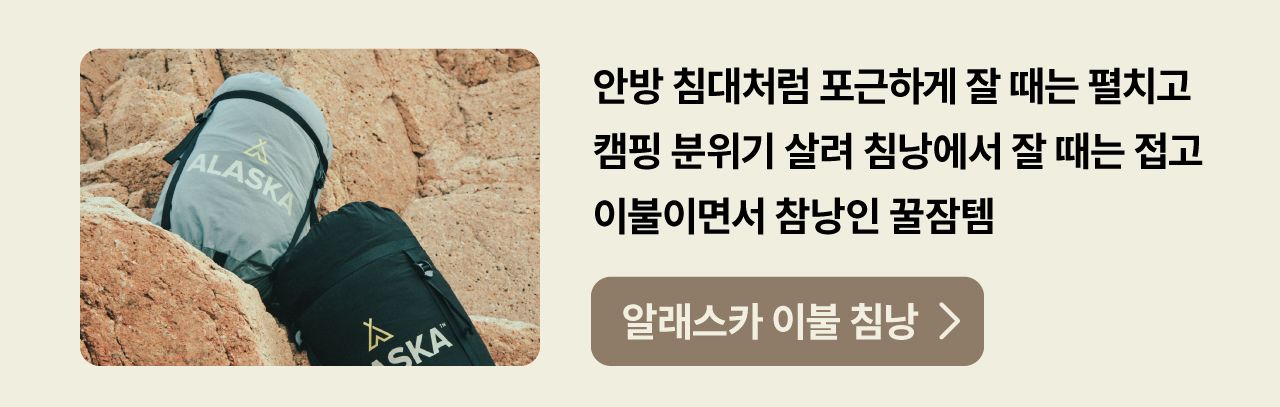 ALASKA
ASKA™
안방 침대처럼 포근하게 잘 때는 펼치고
캠핑 분위기 살려 침낭에서 잘 때는 접고
이불이면서 참낭인 꿀잠템
알래스카 이불 침낭 >